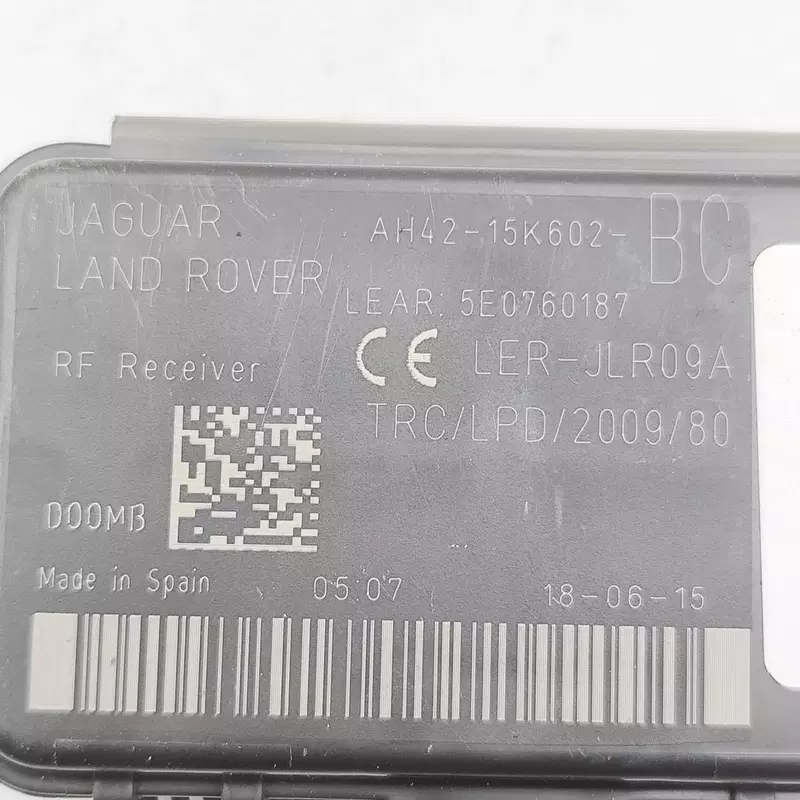 JAGUAR
LAND ROVER
AH42-15K602-BC
LEAR: 5E0760187
RF Receiver
CE LER-JLR09A
TRC/LPD/2009/80
D00MB
Made in Spain 05:07 18-06-15